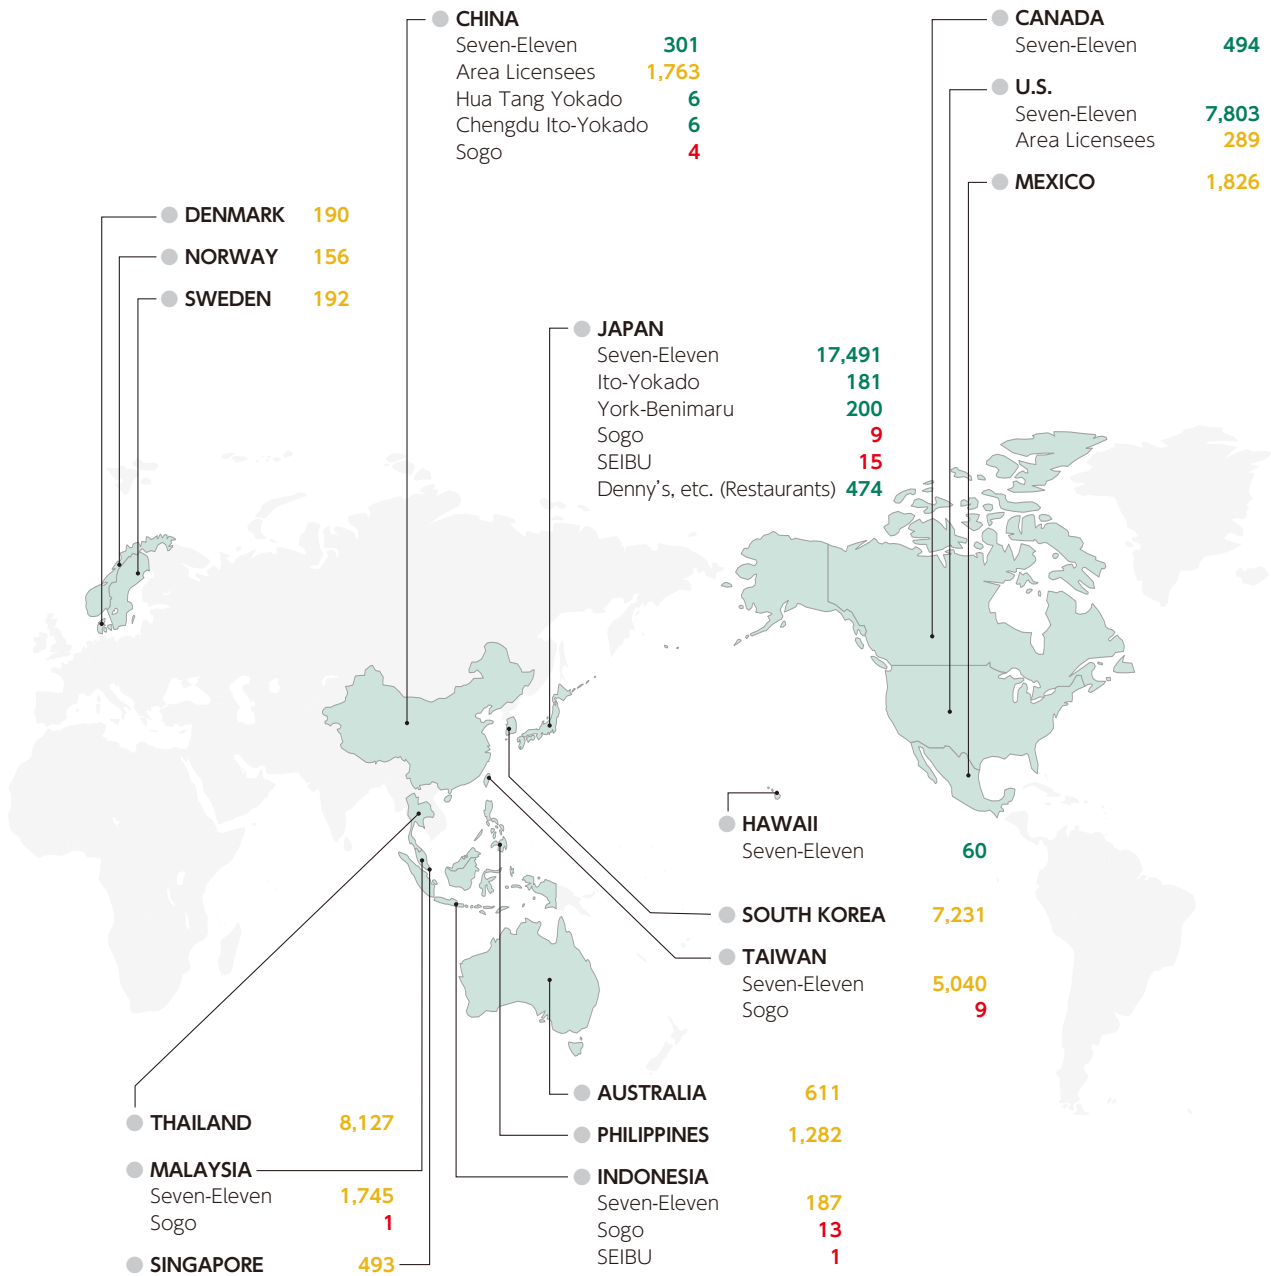 CHINA
Seven-Eleven 301
Area Licensees 1,763
Hua Tang Yokado 6
Chengdu Ito-Yokado 6
Sogo 4
CANADA
Seven-Eleven 494
U.S.
Seven-Eleven 7,803
Area Licensees 289
MEXICO 1,826
DENMARK 190
NORWAY 156
SWEDEN 192
JAPAN
Seven-Eleven 17,491
Ito-Yokado 181
York-Benimaru 200
Sogo 9
SEIBU 15
Denny's, etc. (Restaurants) 474
HAWAII
Seven-Eleven 60
SOUTH KOREA 7,231
TAIWAN
Seven-Eleven 5,040
Sogo 9
THAILAND 8,127
MALAYSIA
Seven-Eleven 1,745
Sogo 1
SINGAPORE 493
AUSTRALIA 611
PHILIPPINES 1,282
INDONESIA
Seven-Eleven 187
Sogo 13
SEIBU 1